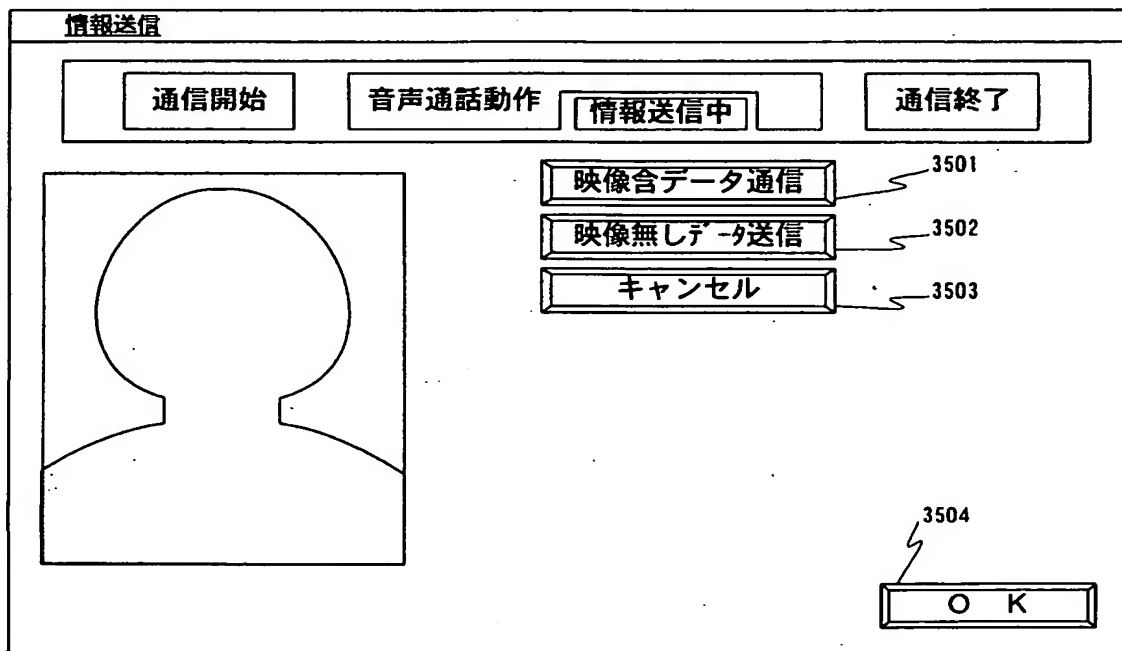 情報送信
通信開始 音声通話動作 情報送信中 通信終了
映像含データ通信
3501
映像無しデータ送信
3502
キャンセル
3503
3504
O K